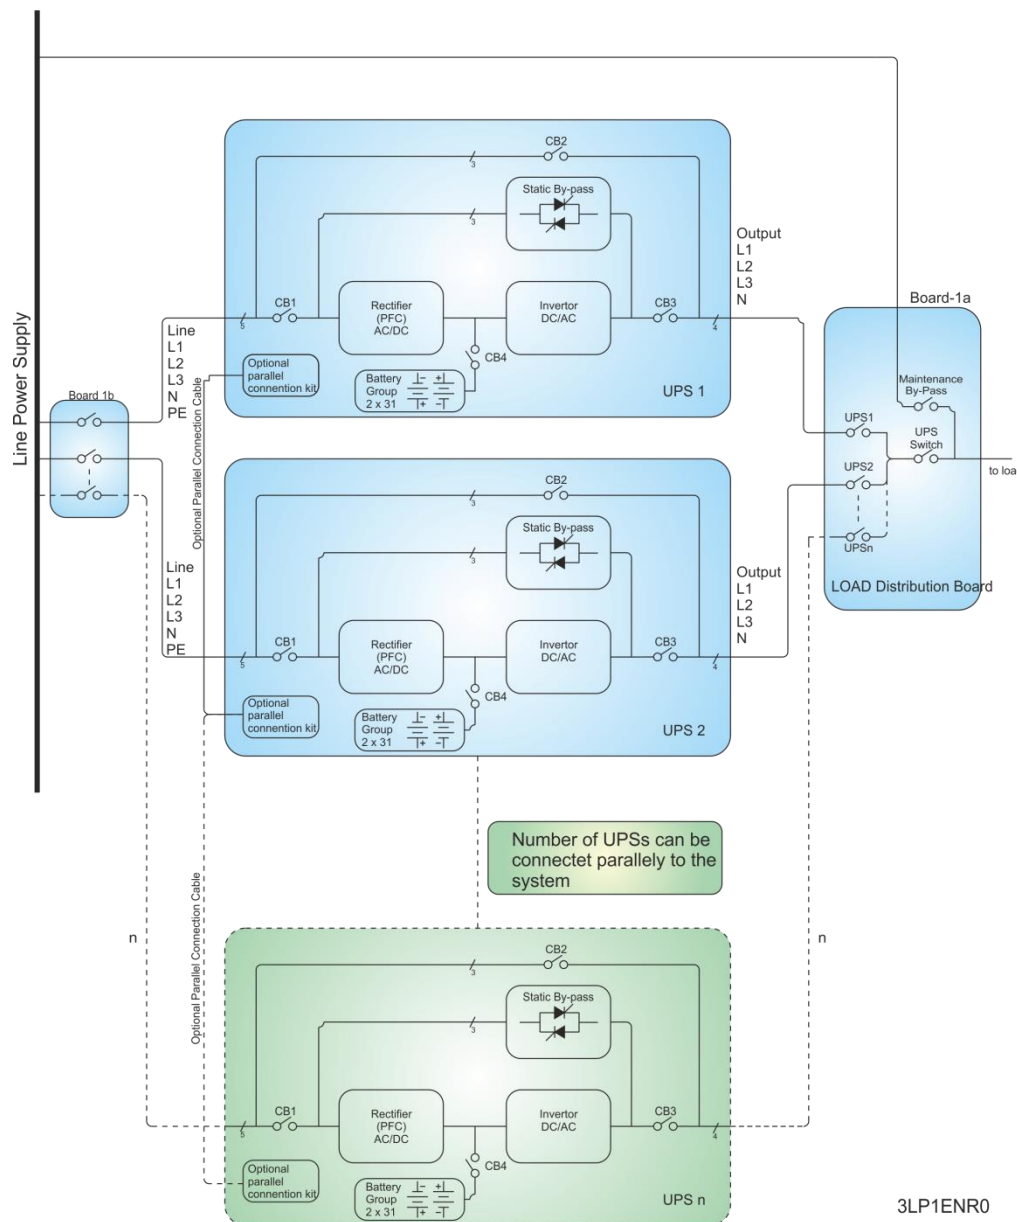 Line Power Supply
CB2
3
Static By-pass
3
Output
L1
L2
L3
N
CB1
5
Rectifier
(PFC)
AC/DC
Invertor
DC/AC
CB3
4
Line
L1
L2
L3
N
PE
Optional
parallel
connention kit
CB4
Battery
Group
2 x 31
UPS 1
Board 1b
Optional Parallel Connection Cable
Board-1a
Maintenance
By-Pass
UPS1
UPS
Switch
to loa
UPS2
UPSn
LOAD Distribution Board
CB2
3
Static By-pass
3
Line
L1
L2
L3
N
PE
Output
L1
L2
L3
N
CB1
5
Rectifier
(PFC)
AC/DC
Invertor
DC/AC
CB3
4
Optional
parallel
connention kit
CB4
Battery
Group
2 x 31
UPS 2
Number of UPSs can be
connectet parallely to the
system
Optional Parallel Connection Cable
n
n
CB2
3
Static By-pass
3
CB1
5
Rectifier
(PFC)
AC/DC
Invertor
DC/AC
CB3
4
Optional
parallel
connention kit
CB4
Battery
Group
2 x 31
UPS n
3LP1ENR0